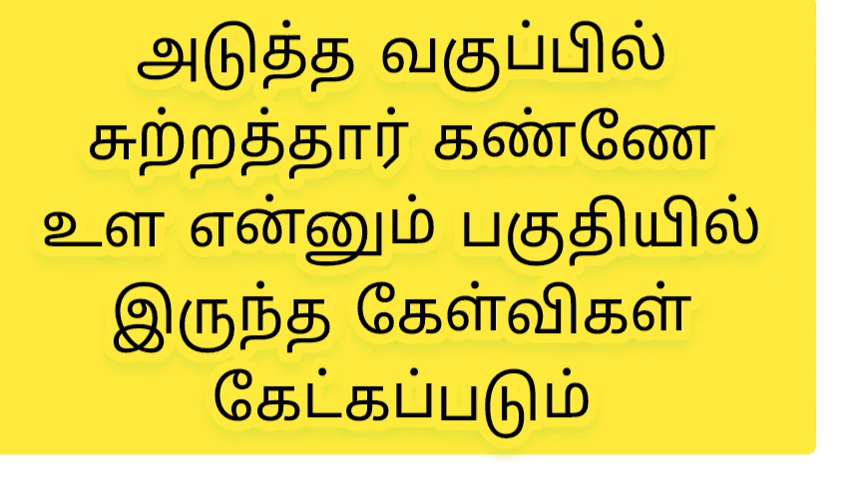 அடுத்த வகுப்பில்
சுற்றத்தார் கண்ணே
உள என்னும் பகுதியில்
இருந்த கேள்விகள்
கேட்கப்படும்